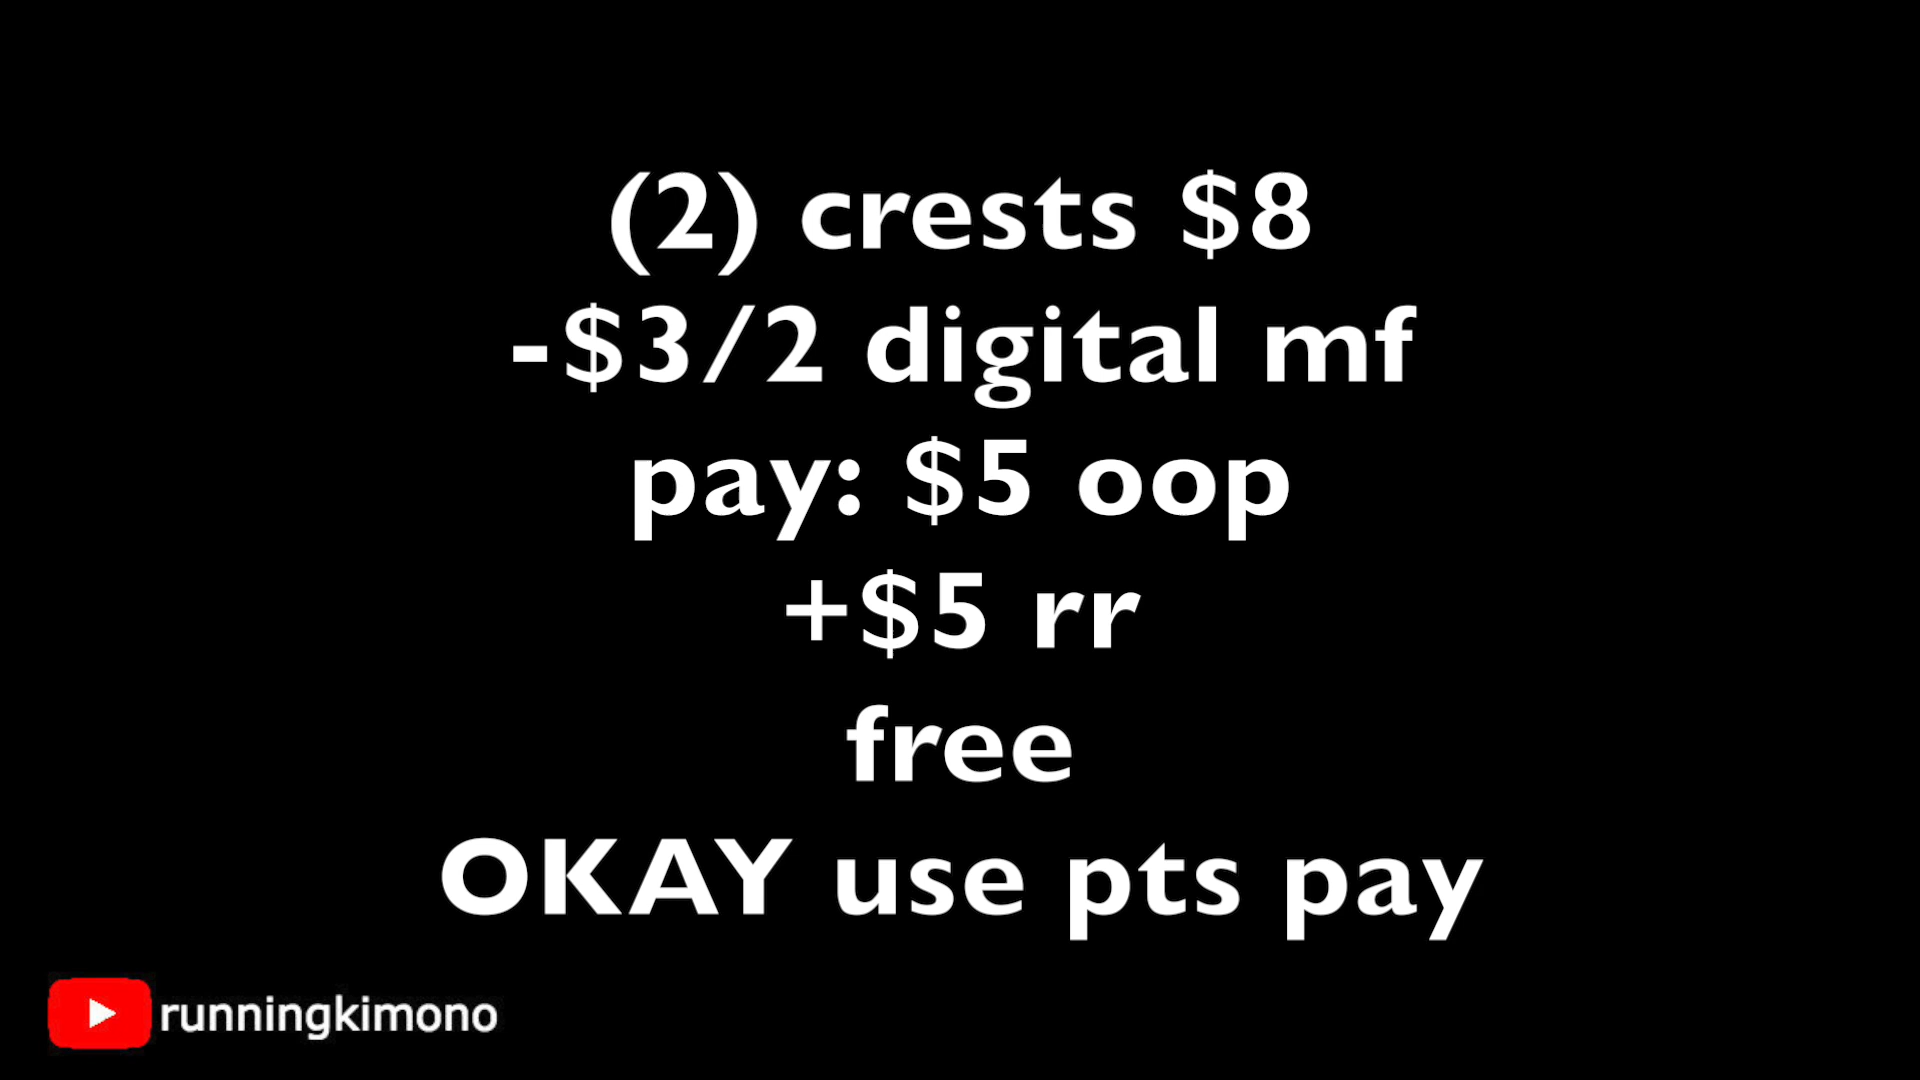 (2) crests $8
-$3/2 digital mf
pay: $5 oop
+$5 rr
free
OKAY use pts pay
runningkimono